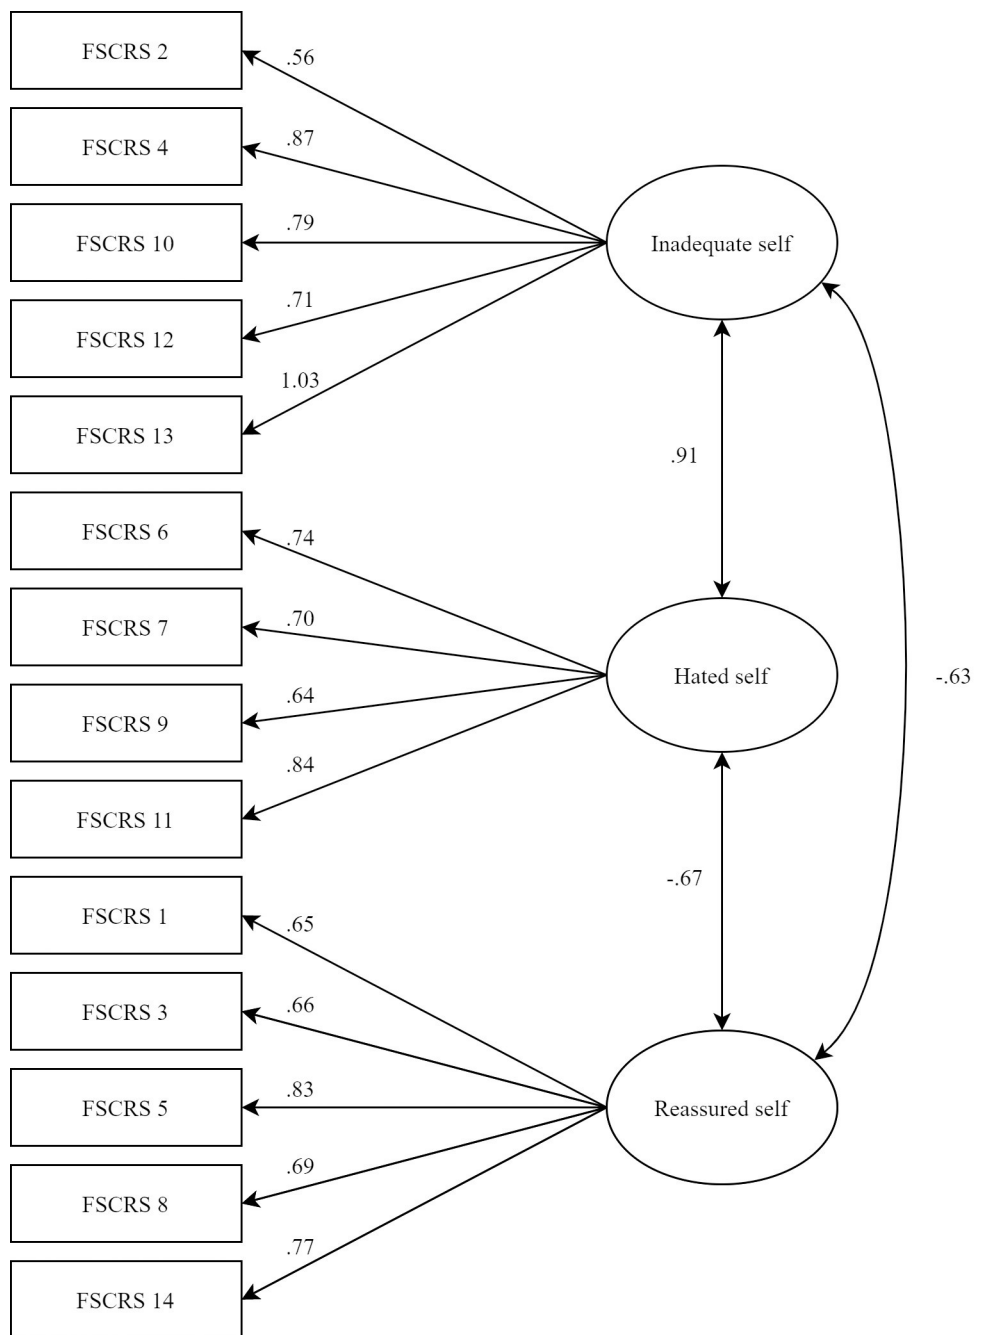 FSCRS 2
.56
FSCRS 4
.87
FSCRS 10
.79
Inadequate self
FSCRS 12
.71
FSCRS 13
1.03
.91
FSCRS 6
.74
FSCRS 7
.70
Hated self
-.63
FSCRS 9
.64
FSCRS 11
.84
-.67
FSCRS 1
.65
FSCRS 3
.66
FSCRS 5
.83
Reassured self
FSCRS 8
.69
FSCRS 14
.77